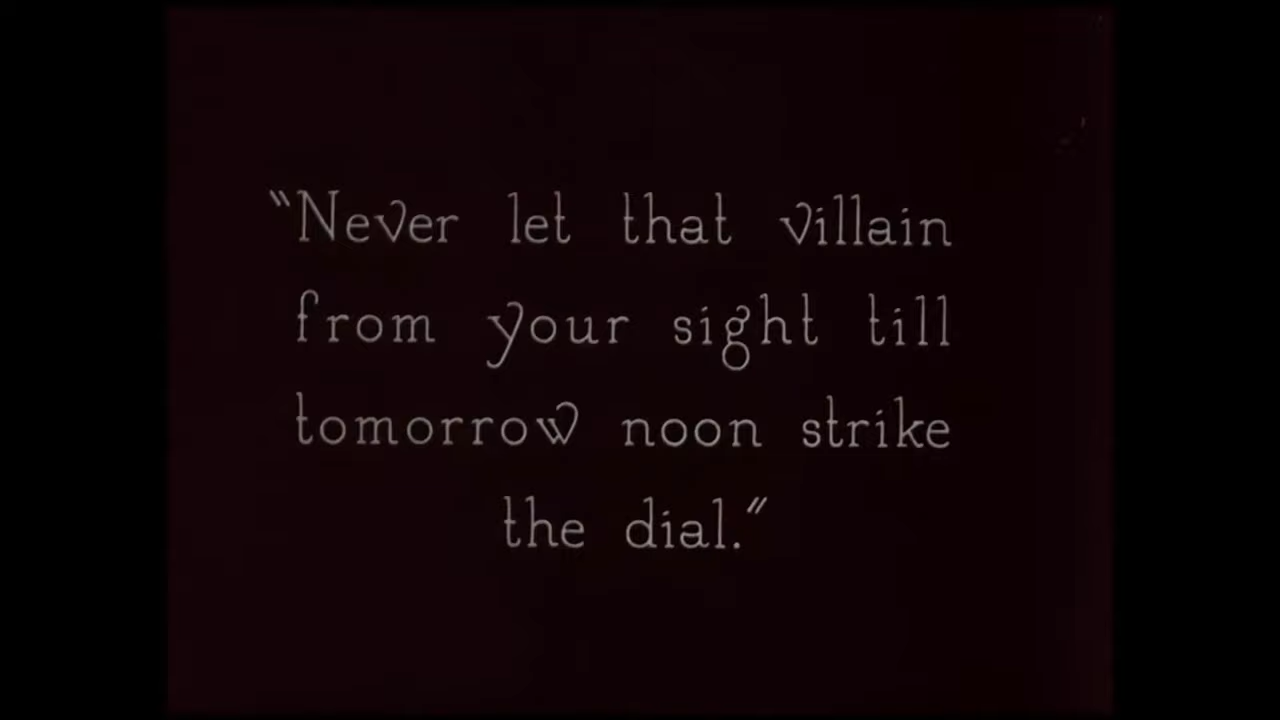 "Never let that villain
from your sight till
tomorrow noon strike
the dial."